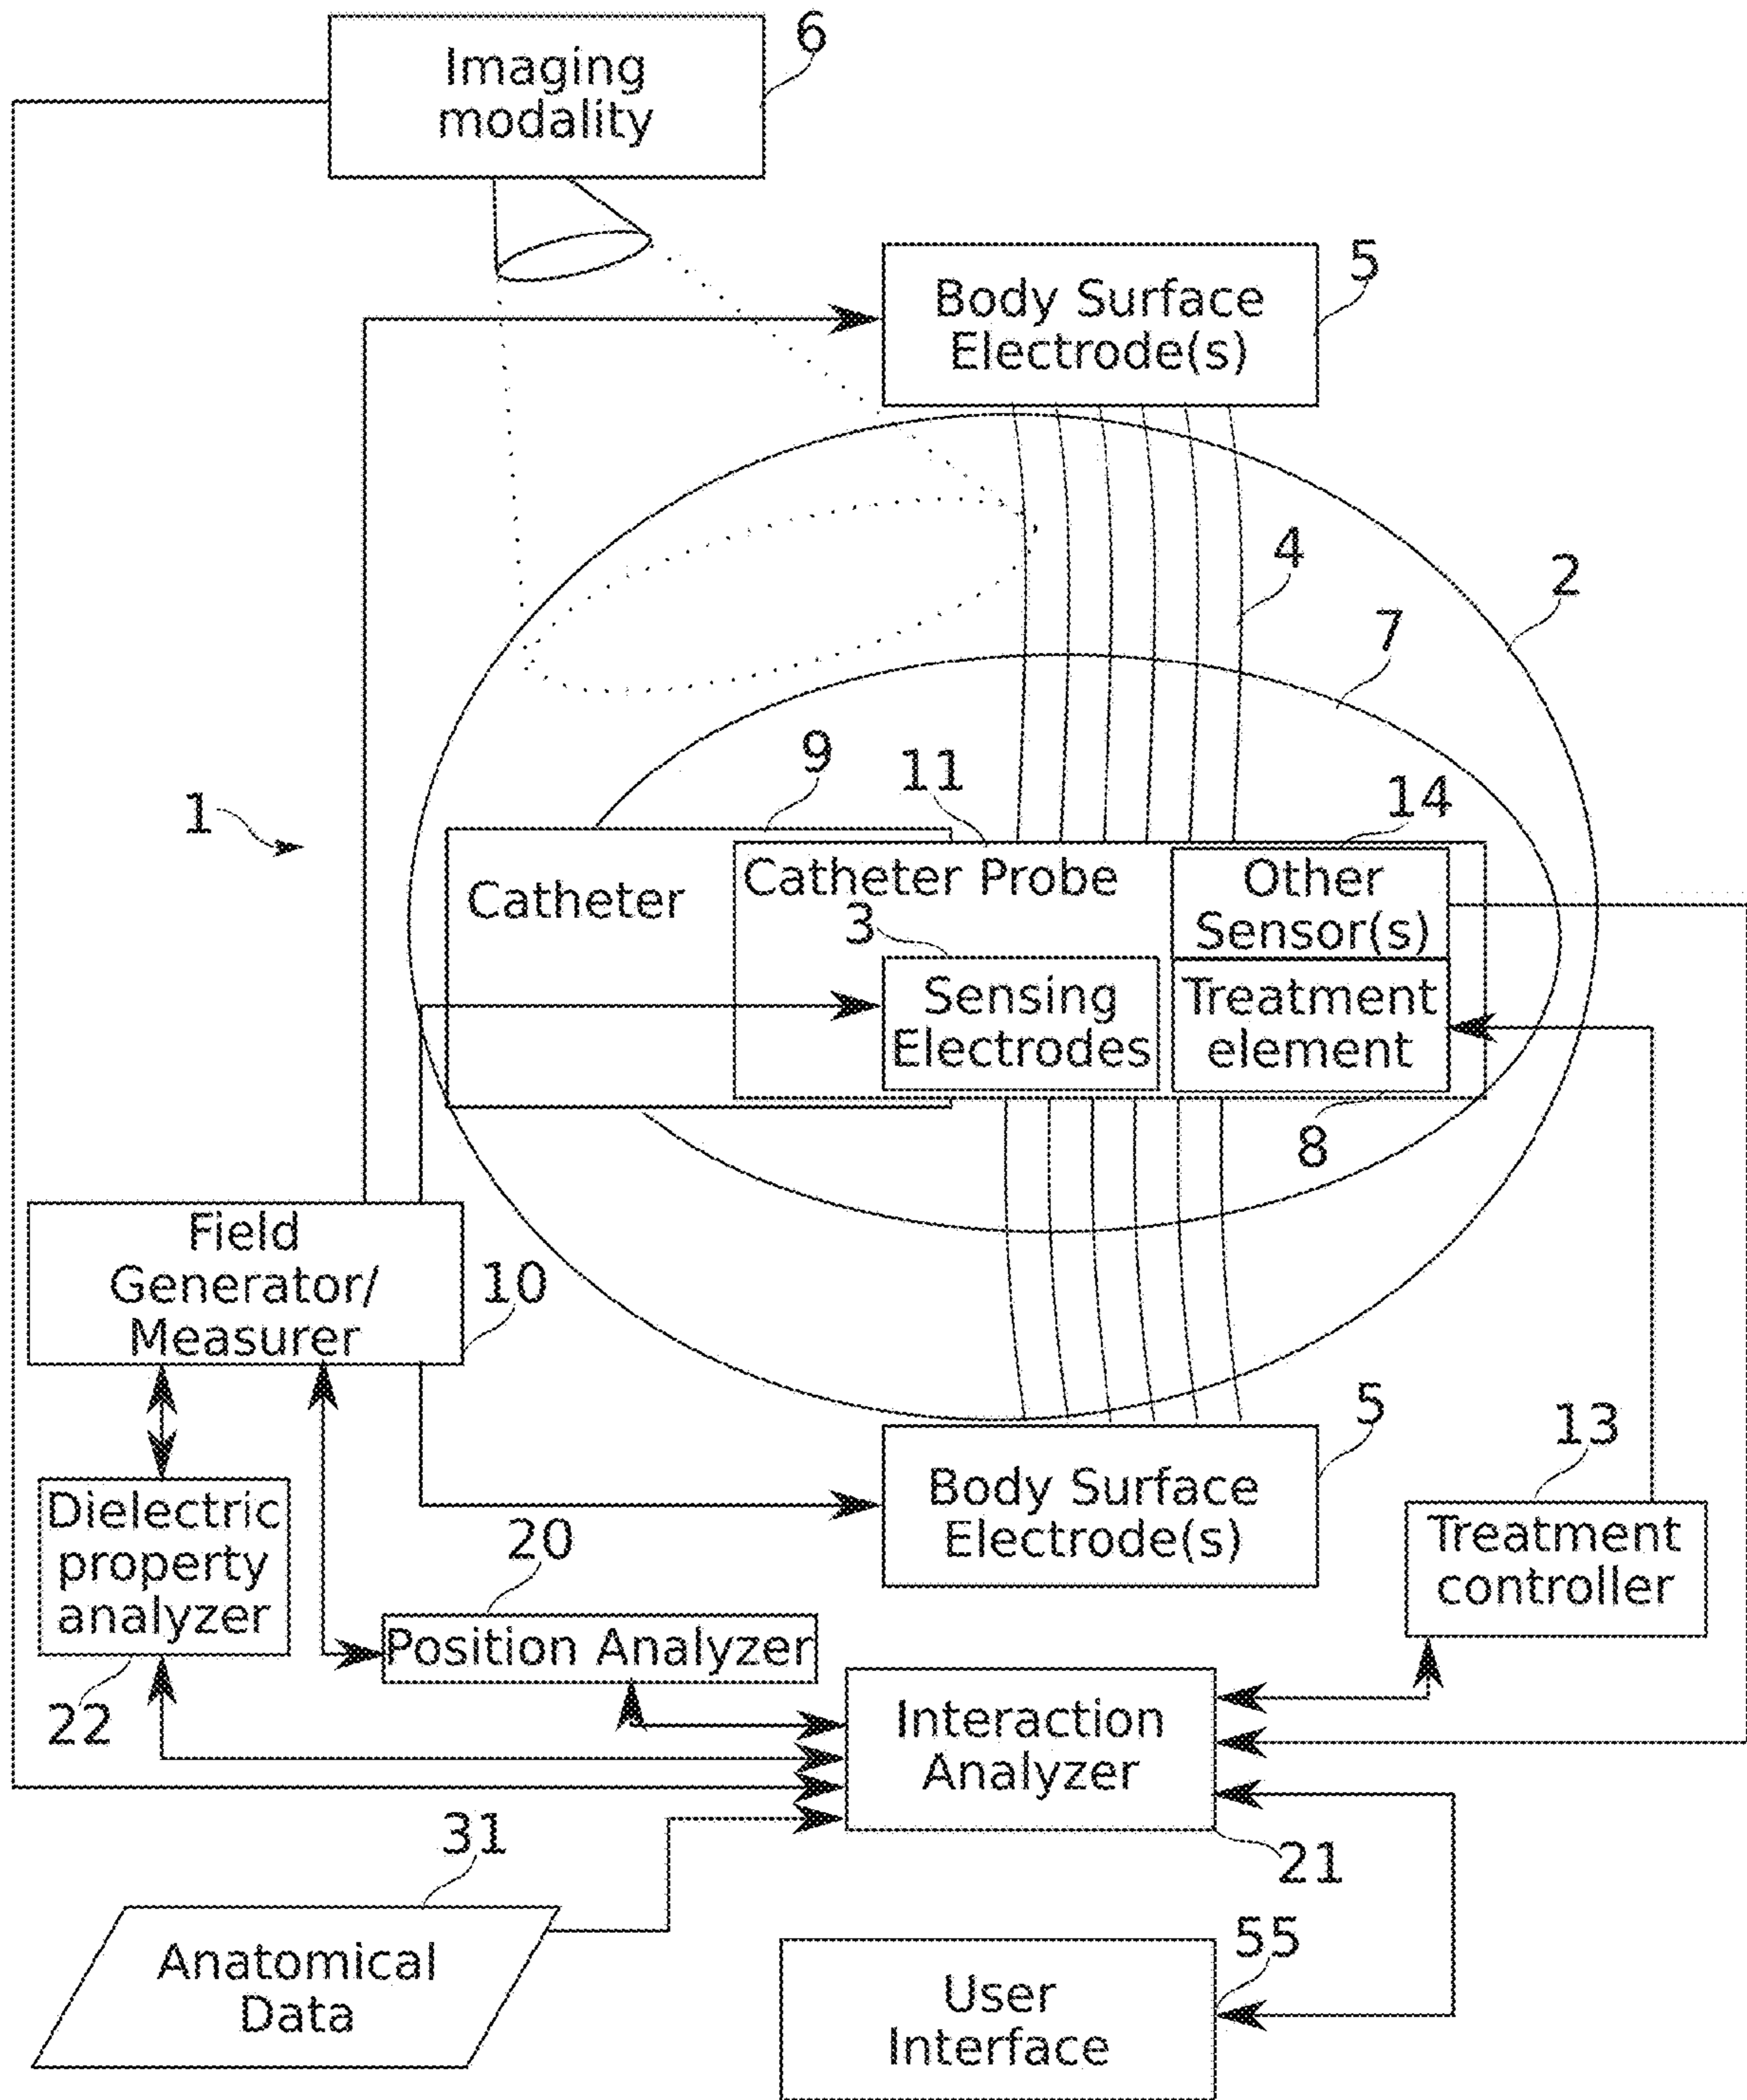 Imaging
modality
6
Body Surface
Electrode(s)
5
4
2
7
9
11
14
1
Catheter
Catheter Probe
Other
Sensor(s)
3
Sensing
Electrodes
Treatment
element
8
Field
Generator/
Measurer
10
5
Body Surface
Electrode(s)
13
Treatment
controller
Dielectric
property
analyzer
20
Position Analyzer
22
Interaction
Analyzer
21
31
Anatomical
Data
55
User
Interface